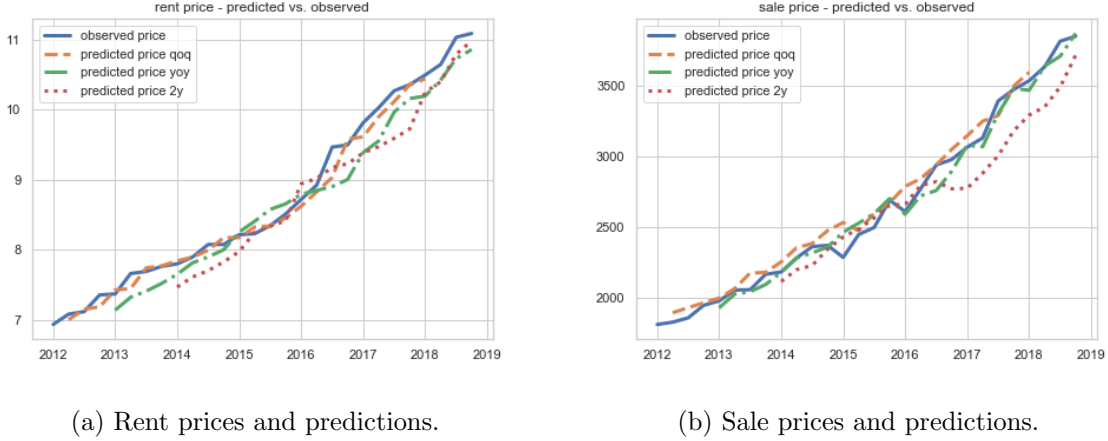 rent price - predicted vs. observed
observed price
predicted price qoq
predicted price yoy
predicted price 2y
11
10
9
8
7
2012 2013 2014 2015 2016 2017 2018 2019
(a) Rent prices and predictions.
sale price - predicted vs. observed
observed price
predicted price qoq
predicted price yoy
predicted price 2y
3500
3000
2500
2000
2012 2013 2014 2015 2016 2017 2018 2019
(b) Sale prices and predictions.